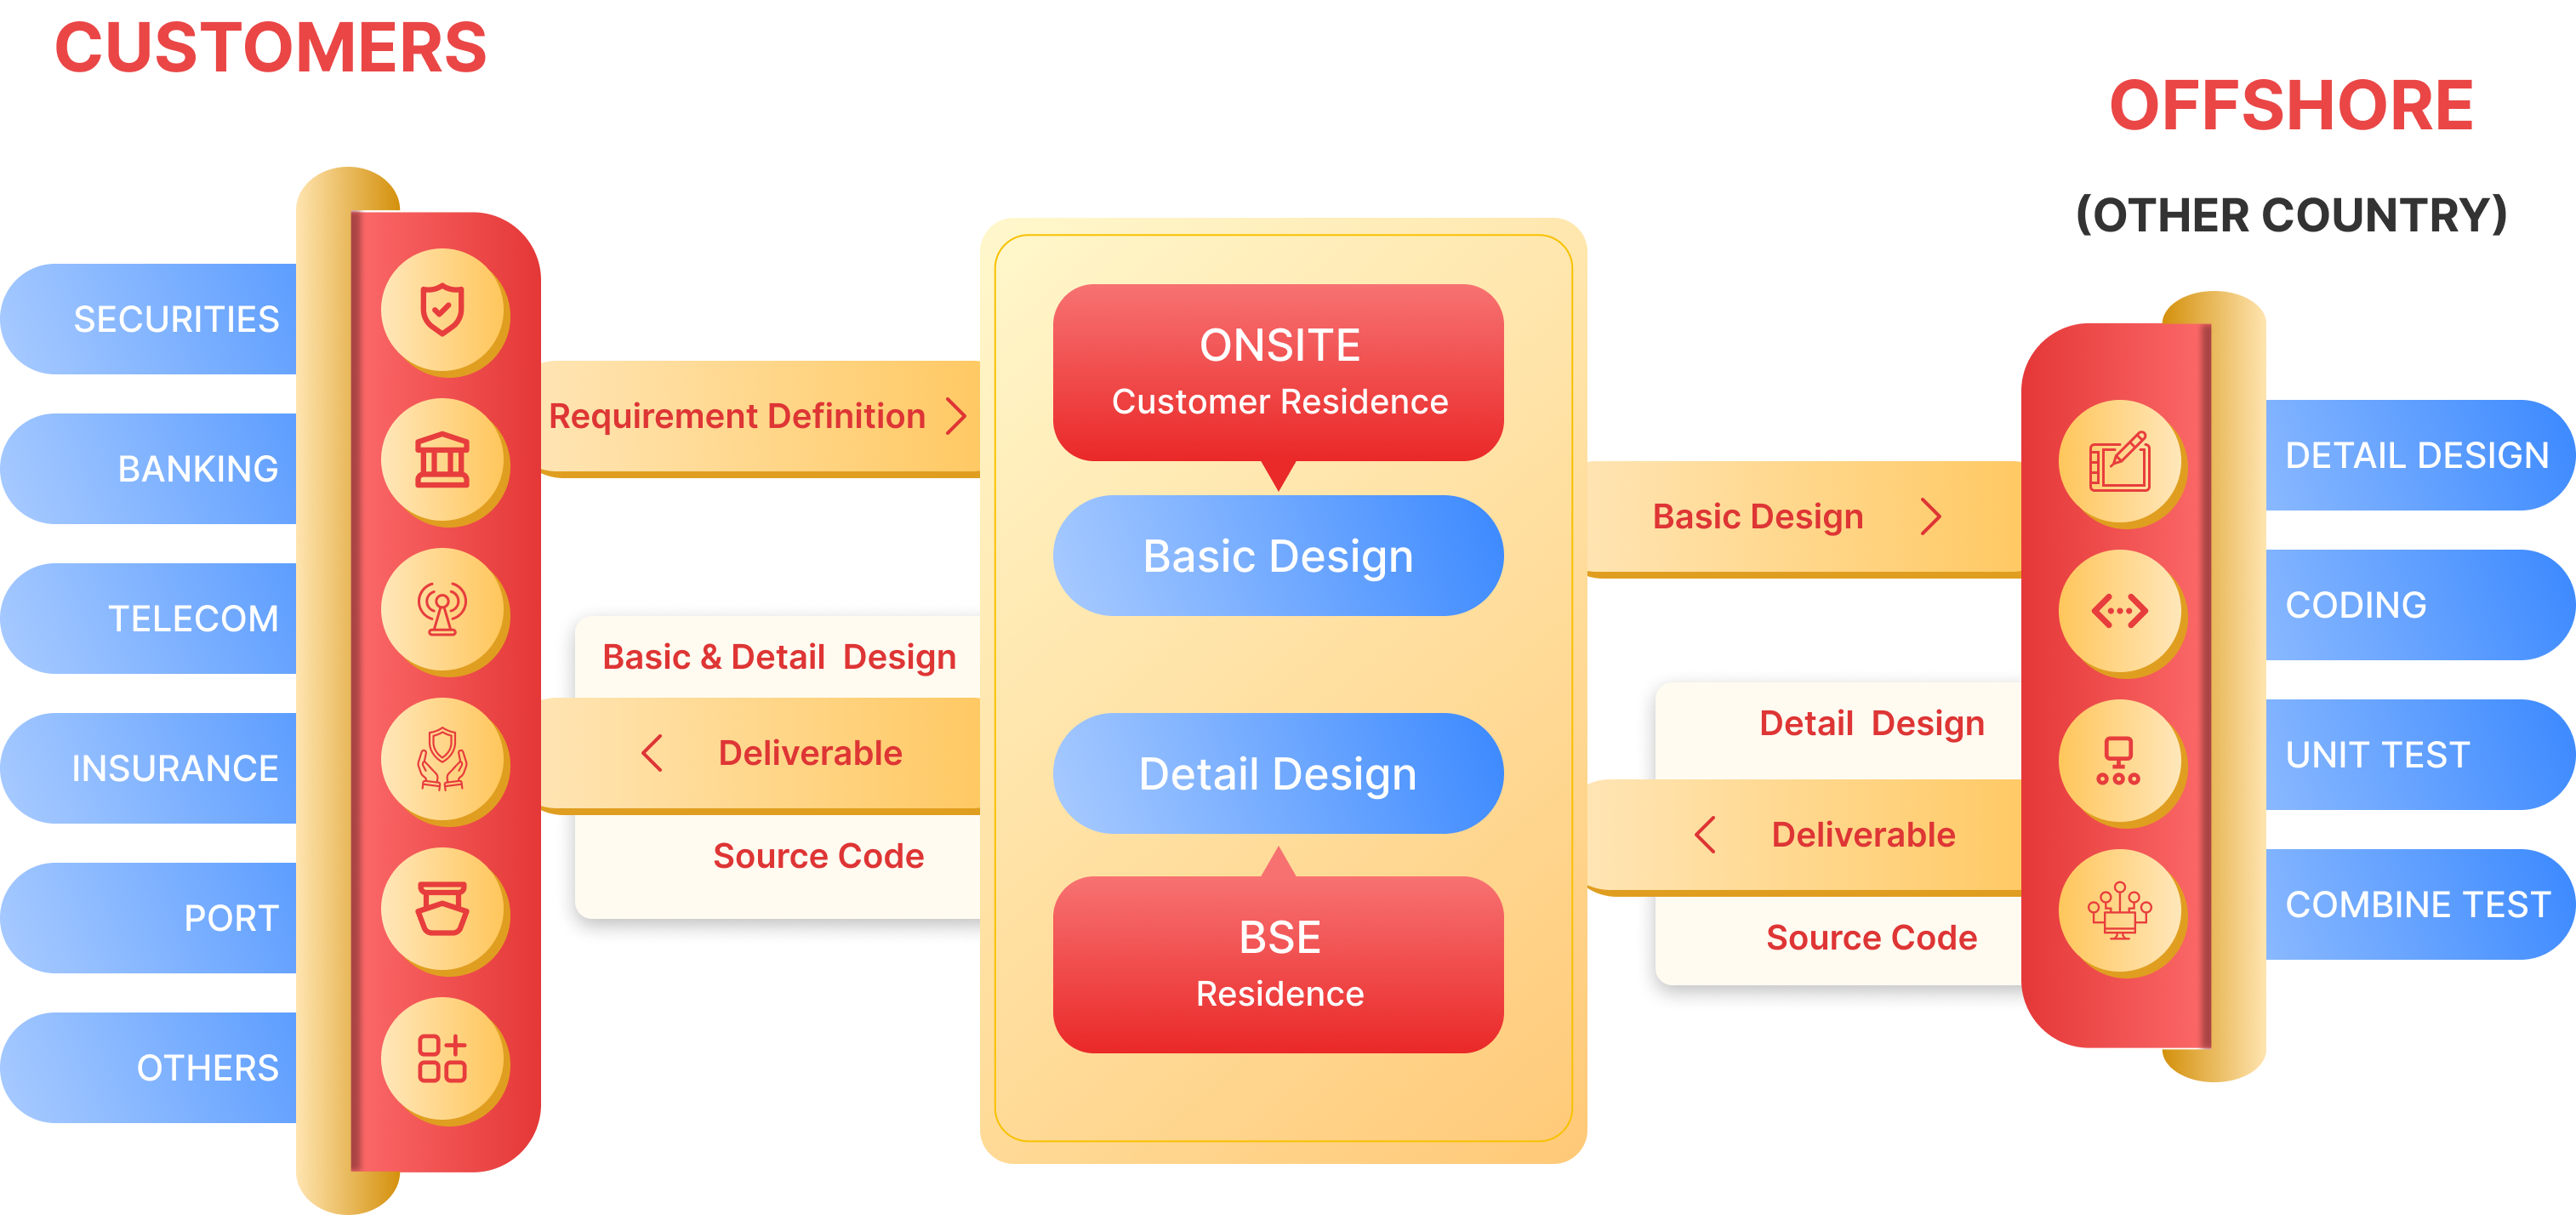 CUSTOMERS
SECURITIES
BANKING
TELECOM
INSURANCE
PORT
OTHERS
Requirement Definition
Basic & Detail Design
Deliverable
Source Code
ONSITE
Customer Residence
Basic Design
Detail Design
BSE
Residence
Basic Design
Detail Design
Deliverable
Source Code
OFFSHORE
(OTHER COUNTRY)
DETAIL DESIGN
CODING
UNIT TEST
COMBINE TEST